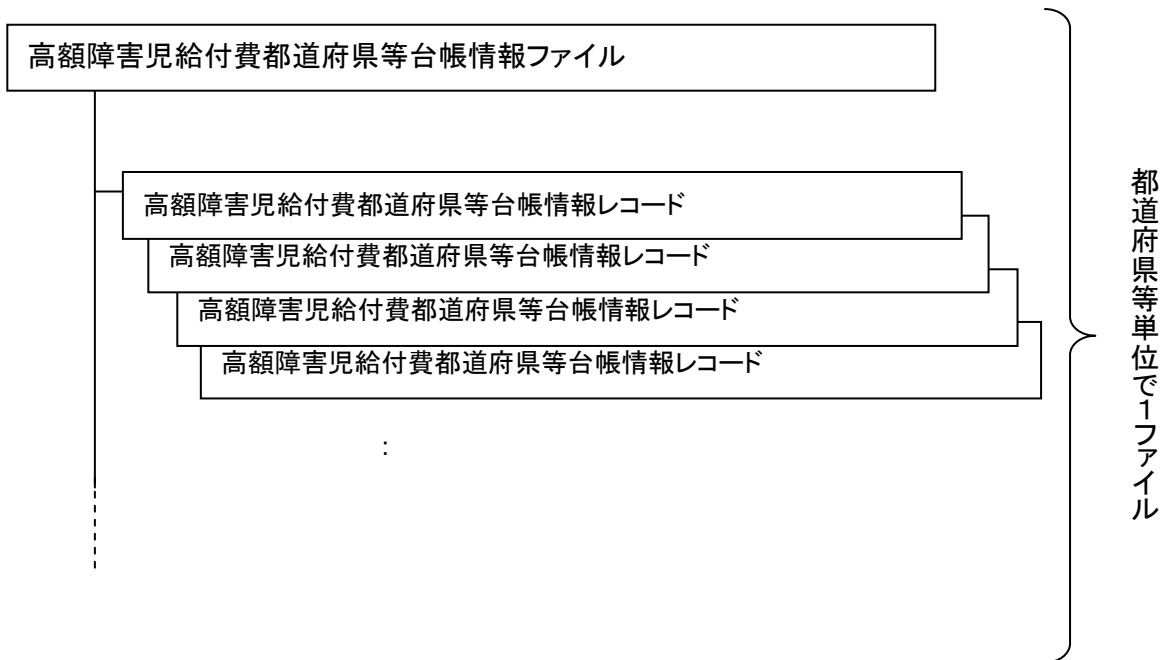 高額障害児給付費都道府県等台帳情報ファイル
高額障害児給付費都道府県等台帳情報レコード
高額障害児給付費都道府県等台帳情報レコード
高額障害児給付費都道府県等台帳情報レコード
高額障害児給付費都道府県等台帳情報レコード
:
都道府県等単位で1ファイル